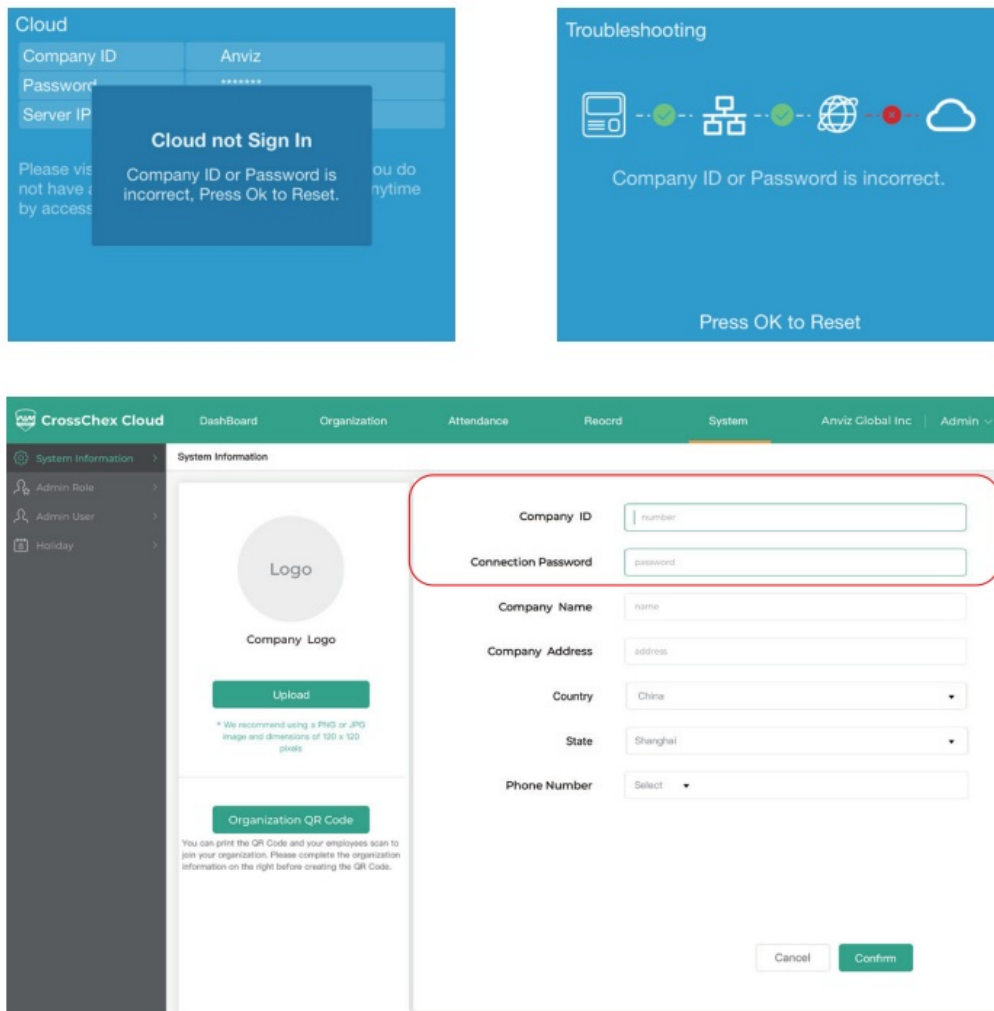 Cloud
Company ID Anviz
Password *******
Server IP
Cloud not Sign In
Company ID or Password is
incorrect, Press Ok to Reset.
Please vis ou do
not have a nytime
by access
Troubleshooting
Company ID or Password is incorrect.
Press OK to Reset
CrossChex Cloud DashBoard Organization Attendance Reocrd System Anviz Global Inc Admin
System Information
Admin Role
Admin User
Holiday
System Information
Logo
Company Logo
Upload
* We recommend using a PNG or JPG
image and dimensions of 120 x 120
pixels
Organization QR Code
You can print the QR Code and your employees scan to
join your organization. Please complete the organization
information on the right before creating the QR Code.
Company ID number
Connection Password password
Company Name name
Company Address address
Country China
State Shanghai
Phone Number Select
Cancel Confirm